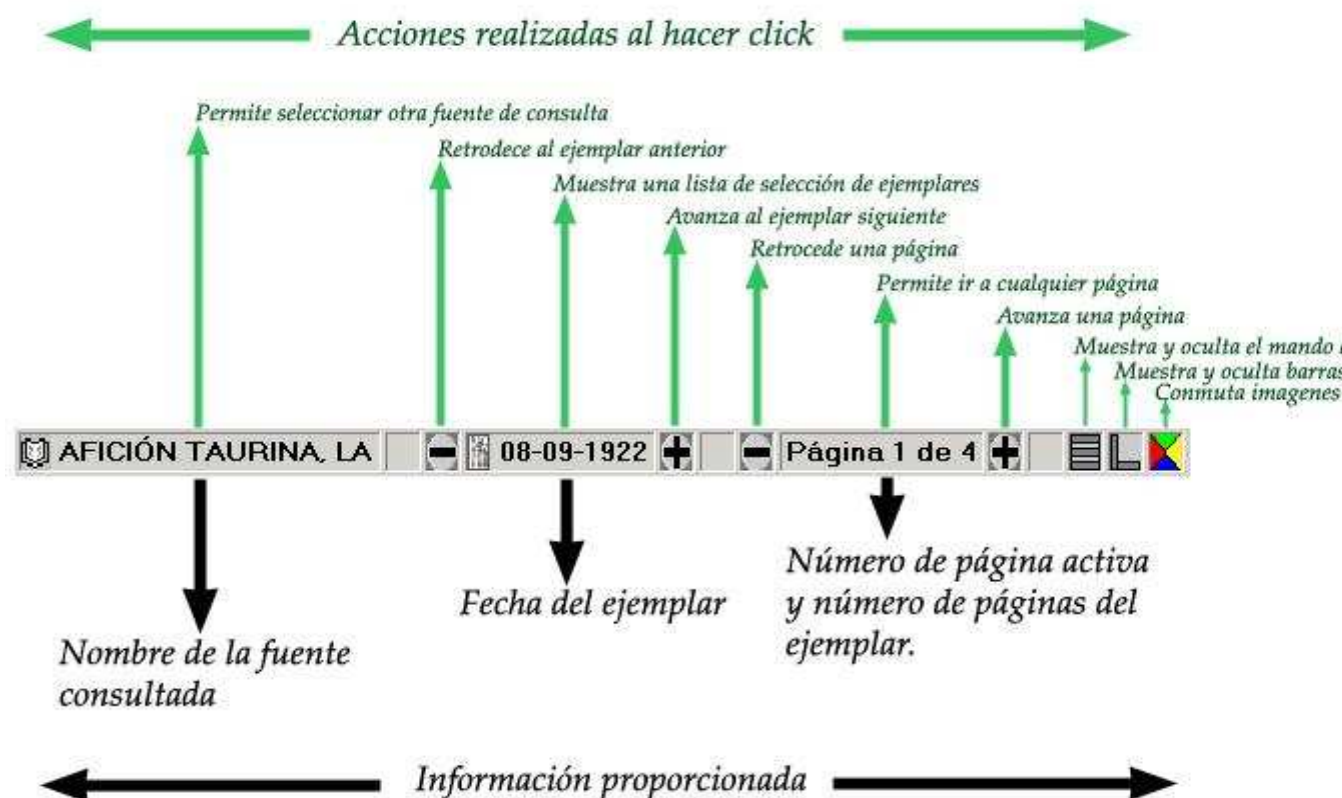 Acciones realizadas al hacer click
Permite seleccionar otra fuente de consulta
Retrodece al ejemplar anterior
Muestra una lista de selección de ejemplares
Avanza al ejemplar siguiente
Retrocede una página
Permite ir a cualquier página
Avanza una página
Muestra y oculta el mando
Muestra y oculta barras
Conmuta imagenes
AFICIÓN TAURINA, LA 08-09-1922 Página 1 de 4
Nombre de la fuente
consultada
Fecha del ejemplar
Número de página activa
y número de páginas del
ejemplar.
Información proporcionada